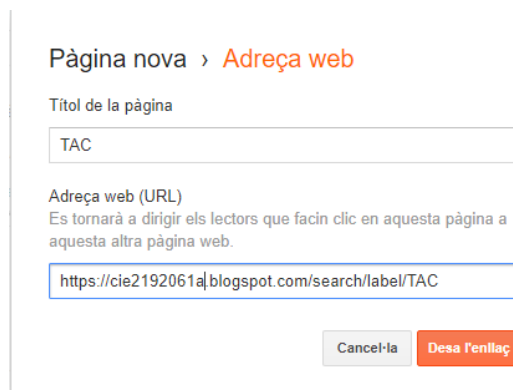 Pàgina nova › Adreça web
Títol de la pàgina
TAC
Adreça web (URL)
Es tornarà a dirigir els lectors que facin clic en aquesta pàgina a
aquesta altra pàgina web.
https://cie2192061a.blogspot.com/search/label/TAC
Cancel·la Desa l'enllaç